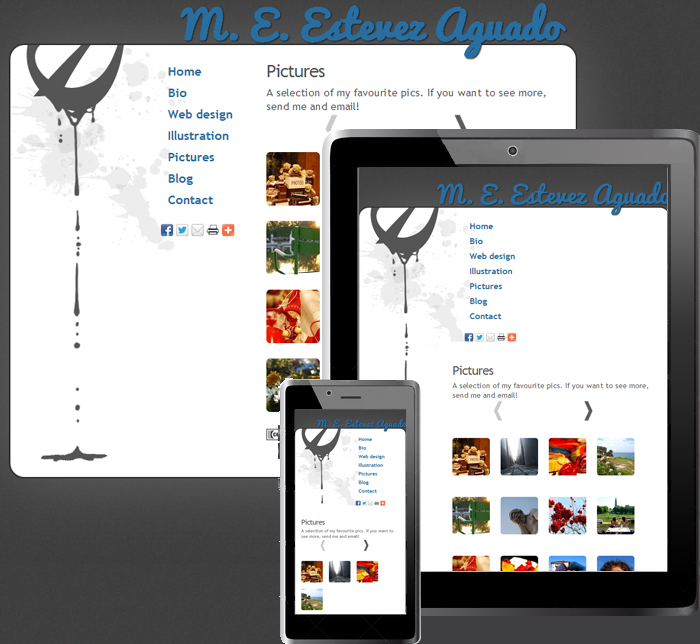 M. E. Estevez Aguado
Home
Bio
Web design
Illustration
Pictures
Blog
Contact
Pictures
A selection of my favourite pics. If you want to see more,
send me and email!
M. E. Estevez Aguado
Home
Bio
Web design
Illustration
Pictures
Blog
Contact
Pictures
A selection of my favourite pics. If you want to see more,
send me and email!
M. E. Estevez Aguado
Home
Bio
Web design
Illustration
Pictures
Blog
Contact
Pictures
A selection of my favourite pics. If you want to
see more, send me and email!